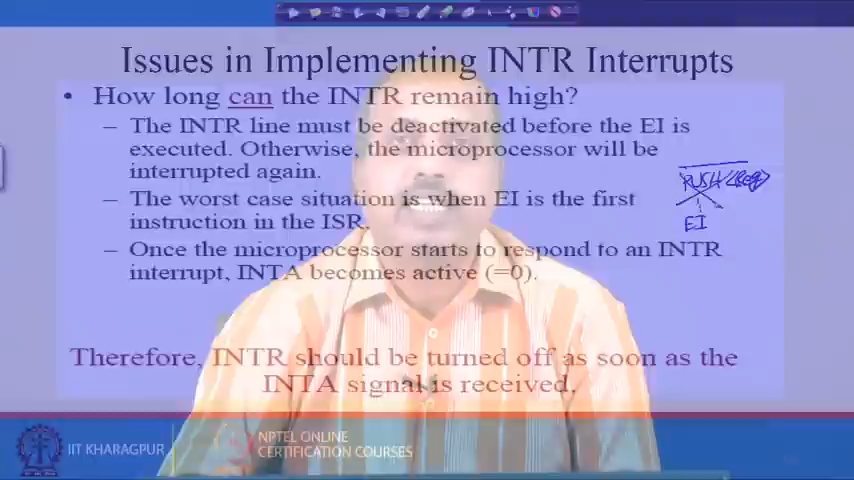 Issues in Implementing INTR Interrupts
• How long can the INTR remain high?
– The INTR line must be deactivated before the EI is
executed. Otherwise, the microprocessor will be
interrupted again.
– The worst case situation is when EI is the first
instruction in the ISR.
– Once the microprocessor starts to respond to an INTR
interrupt, INTA becomes active (=0).
PUSH <Reg>
EI
Therefore, INTR should be turned off as soon as the
INTA signal is received.
IIT KHARAGPUR
NPTEL ONLINE
CERTIFICATION COURSES